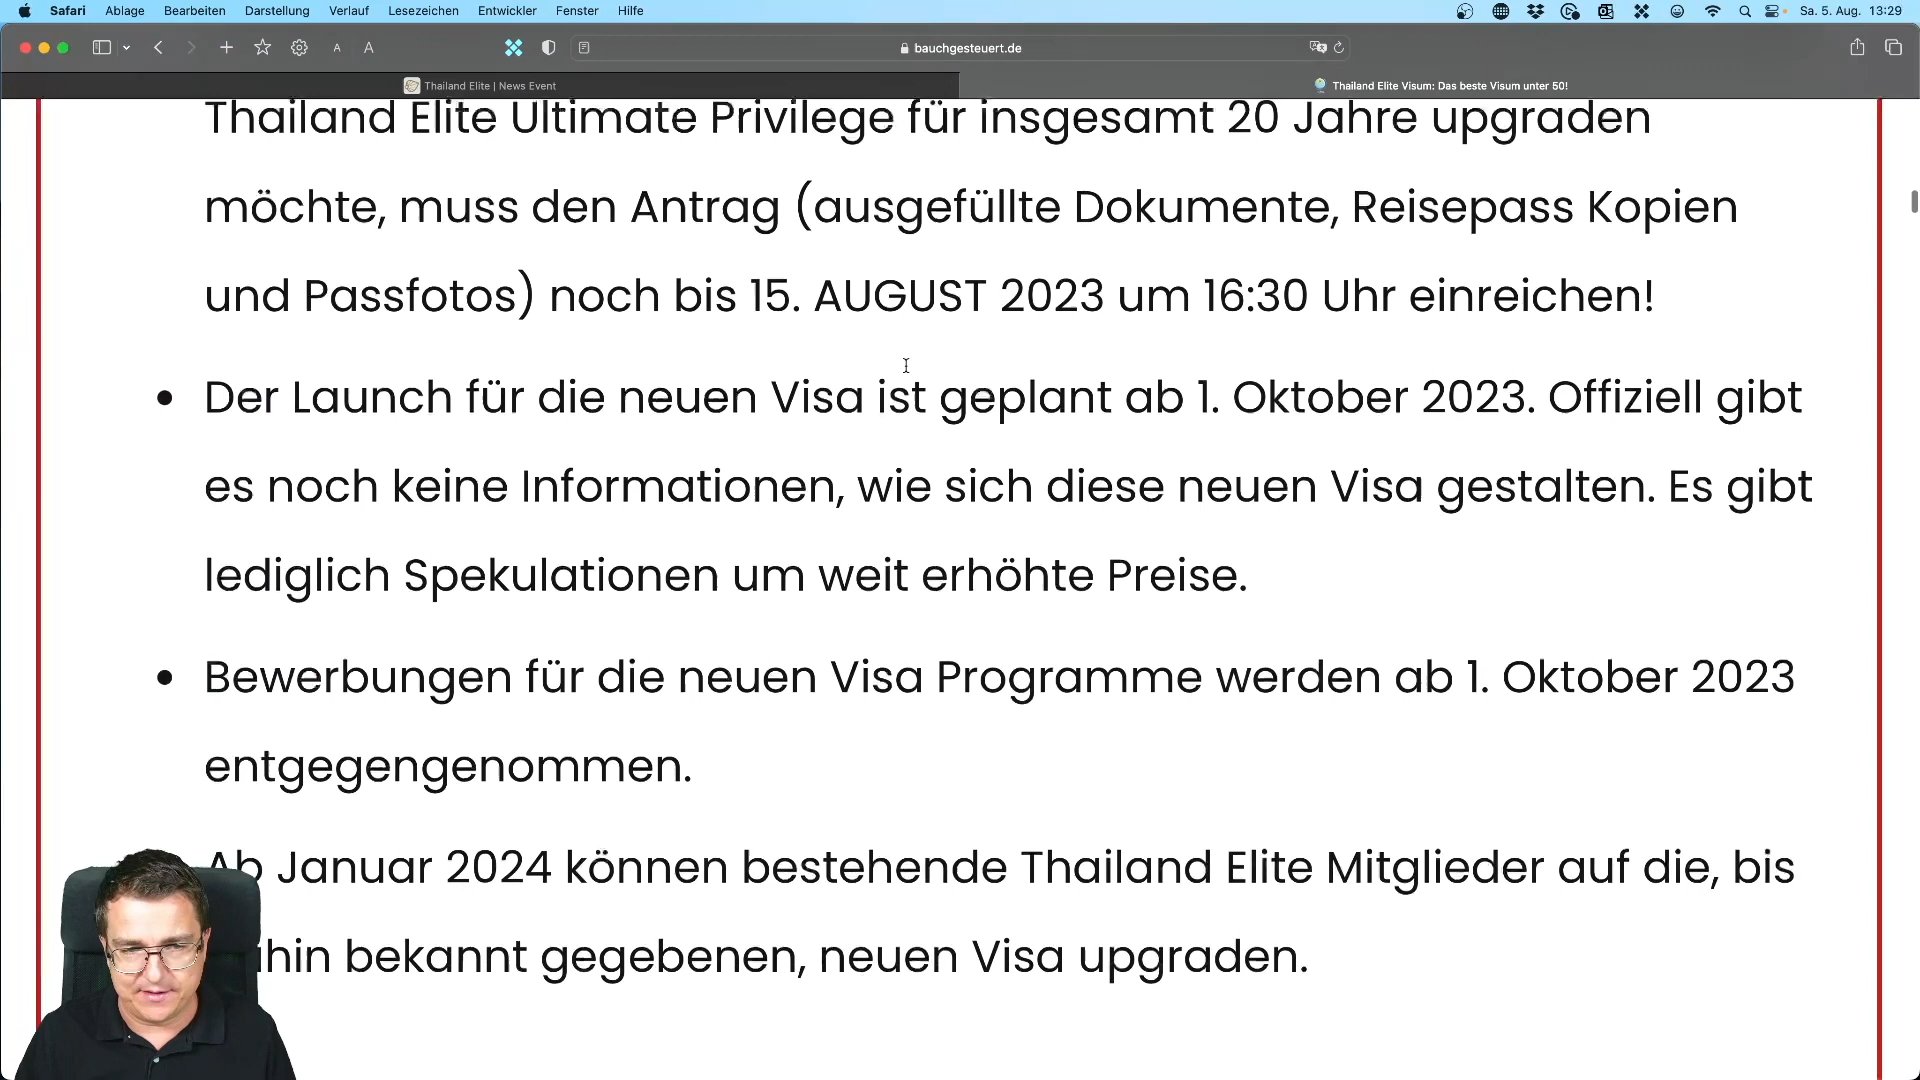 Safari Ablage Bearbeiten Darstellung Verlauf Lesezeichen Entwickler Fenster Hilfe Sa. 5. Aug. 13:29
A A bauchgesteuert.de
Thailand Elite | News Event Thailand Elite Visum: Das beste Visum unter 50!
Thailand Elite Ultimate Privilege für insgesamt 20 Jahre upgraden
möchte, muss den Antrag (ausgefüllte Dokumente, Reisepass Kopien
und Passfotos) noch bis 15. AUGUST 2023 um 16:30 Uhr einreichen!
• Der Launch für die neuen Visa ist geplant ab 1. Oktober 2023. Offiziell gibt
es noch keine Informationen, wie sich diese neuen Visa gestalten. Es gibt
lediglich Spekulationen um weit erhöhte Preise.
• Bewerbungen für die neuen Visa Programme werden ab 1. Oktober 2023
entgegengenommen.
Ab Januar 2024 können bestehende Thailand Elite Mitglieder auf die, bis
bekannt gegebenen, neuen Visa upgraden.